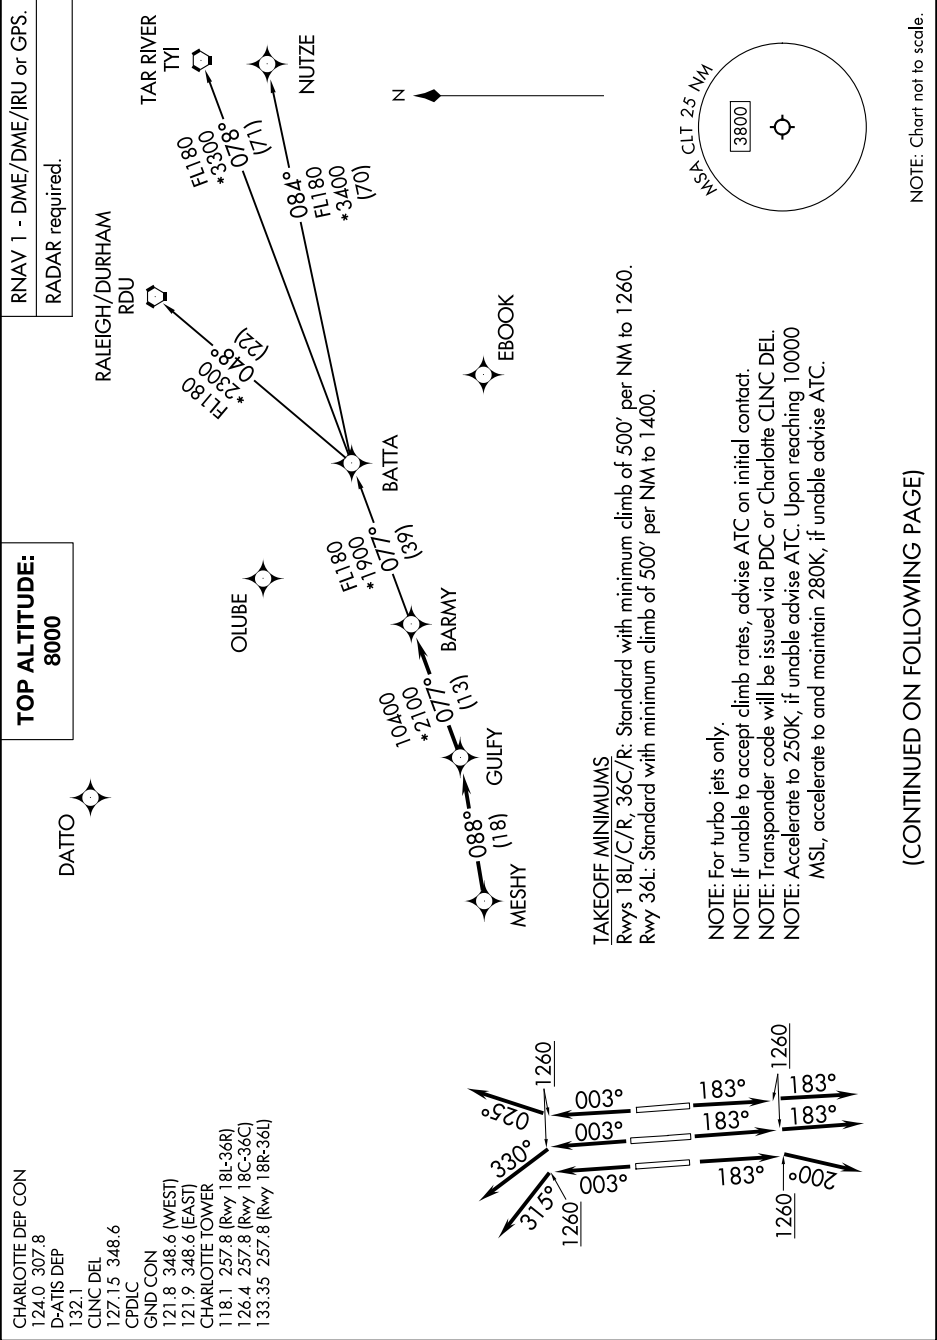 RNAV 1 - DME/DME/IRU or GPS.
RADAR required.
TOP ALTITUDE:
8000
CHARLOTTE DEP CON
124.0 307.8
D-ATIS DEP
132.1
CLNC DEL
127.15 348.6
CPDLC
GND CON
121.8 348.6 (WEST)
121.9 348.6 (EAST)
CHARLOTTE TOWER
118.1 257.8 (Rwy 18L-36R)
126.4 257.8 (Rwy 18C-36C)
133.35 257.8 (Rwy 18R-36L)
DATTO
OLUBE
RALEIGH/DURHAM
RDU
TAR RIVER
TYI
NUTZE
FL180
*2300
048°
(22)
FL180
*3300
078°
(71)
084°
FL180
*3400
(70)
BATTA
FL180
*1900
077°
(39)
BARMY
10400
*2100
077°
(13)
GULFY
088°
(18)
MESHY
EBOOK
N
MSA CLT 25 NM
3800
315°
330°
025°
1260
1260
003°
003°
003°
183°
183°
183°
1260
1260
200°
183°
183°
TAKEOFF MINIMUMS
Rwys 18L/C/R, 36C/R: Standard with minimum climb of 500' per NM to 1260.
Rwy 36L: Standard with minimum climb of 500' per NM to 1400.
NOTE: For turbo jets only.
NOTE: If unable to accept climb rates, advise ATC on initial contact.
NOTE: Transponder code will be issued via PDC or Charlotte CLNC DEL.
NOTE: Accelerate to 250K, if unable advise ATC. Upon reaching 10000
MSL, accelerate to and maintain 280K, if unable advise ATC.
(CONTINUED ON FOLLOWING PAGE)
NOTE: Chart not to scale.